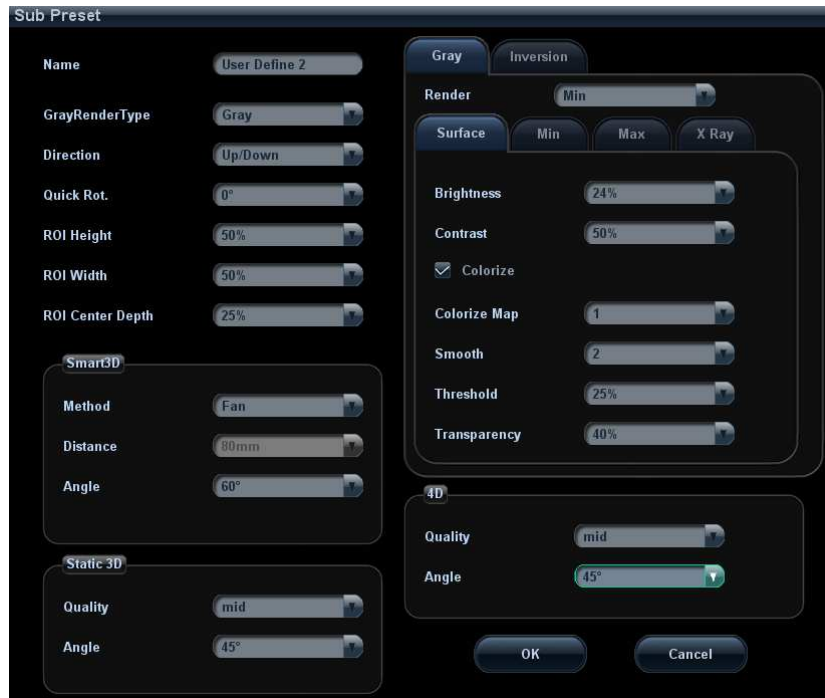 Sub Preset
Name User Define 2
GrayRenderType Gray
Direction Up/Down
Quick Rot. 0°
ROI Height 50%
ROI Width 50%
ROI Center Depth 25%
Smart3D
Method Fan
Distance 80mm
Angle 60°
Static 3D
Quality mid
Angle 45°
Gray Inversion
Render Min
Surface Min Max X Ray
Brightness 24%
Contrast 50%
Colorize
Colorize Map 1
Smooth 2
Threshold 25%
Transparency 40%
4D
Quality mid
Angle 45°
OK Cancel